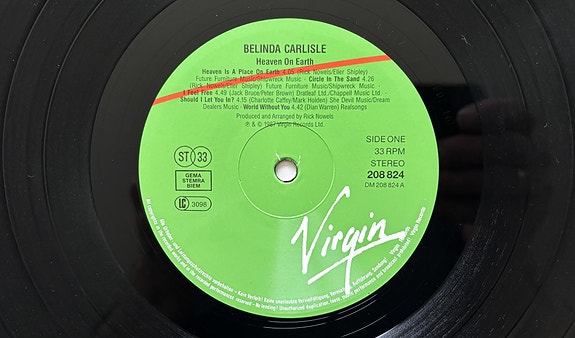 BELINDA CARLISLE
Heaven On Earth
Heaven Is A Place On Earth 4.05 (Rick Nowels/Eller Shipley)
Future Furniture Music/Shipwreck Music - Circle In The Sand 4.26
(Rick Nowels/Eller Shipley) Future Furniture Music/Shipwreck Music -
I Feel Free 4.49 (Jack Bruce/Peter Brown) Dratleaf Ltd./Chappell Music Ltd. -
Should I Let You In? 4.15 (Charlotte Caffey/Mark Holden) She Devil Music/Dream
Dealers Music - World Without You 4.42 (Dian Warren) Realsongs
Produced and Arranged by Rick Nowels
℗ & © 1987 Virgin Records Ltd.
SIDE ONE
33 RPM
STEREO
208 824
DM 208 824 A
ST 33
GEMA
STEMRA
BIEM
LC 3098
Virgin